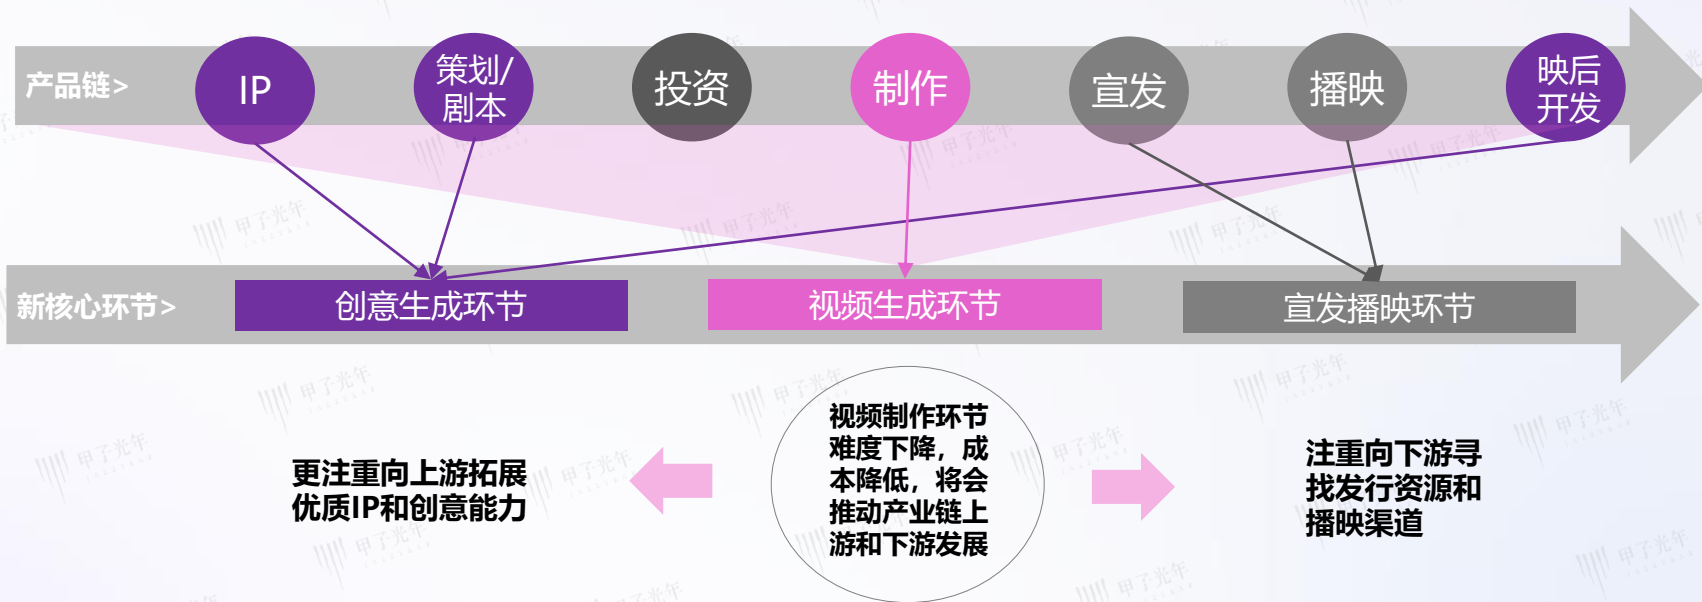 产品链>
IP
策划/
剧本
投资
制作
宣发
播映
映后
开发
新核心环节>
创意生成环节
视频生成环节
宣发播映环节
更注重向上游拓展
优质IP和创意能力
视频制作环节
难度下降，成
本降低，将会
推动产业链上
游和下游发展
注重向下游寻
找发行资源和
播映渠道
甲子光年